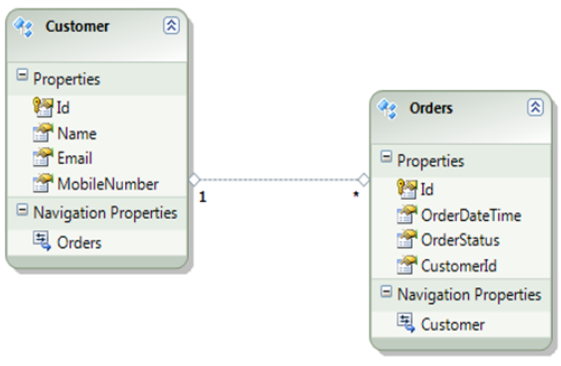 Customer
Properties
Id
Name
Email
MobileNumber
Navigation Properties
Orders
1
*
Orders
Properties
Id
OrderDateTime
OrderStatus
CustomerId
Navigation Properties
Customer